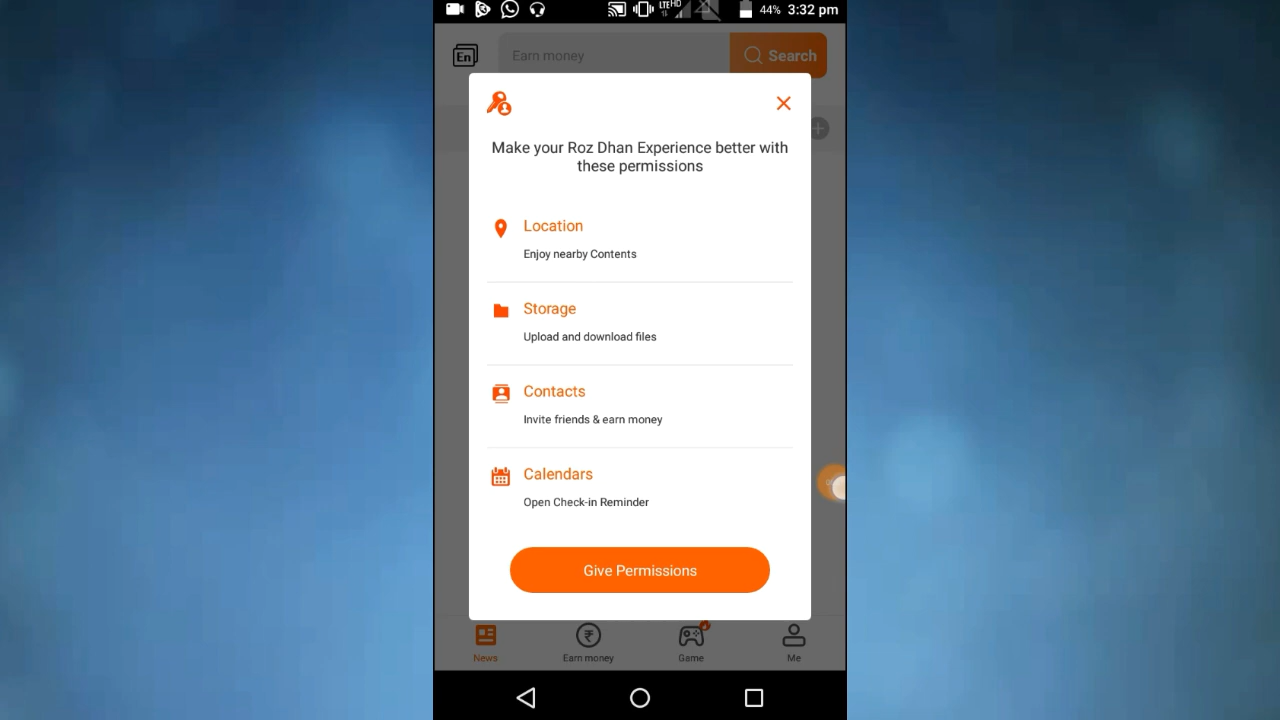 LTE HD 44% 3:32 pm
En Earn money Search
Make your Roz Dhan Experience better with
these permissions
Location
Enjoy nearby Contents
Storage
Upload and download files
Contacts
Invite friends & earn money
Calendars
Open Check-in Reminder
Give Permissions
News Earn money Game Me